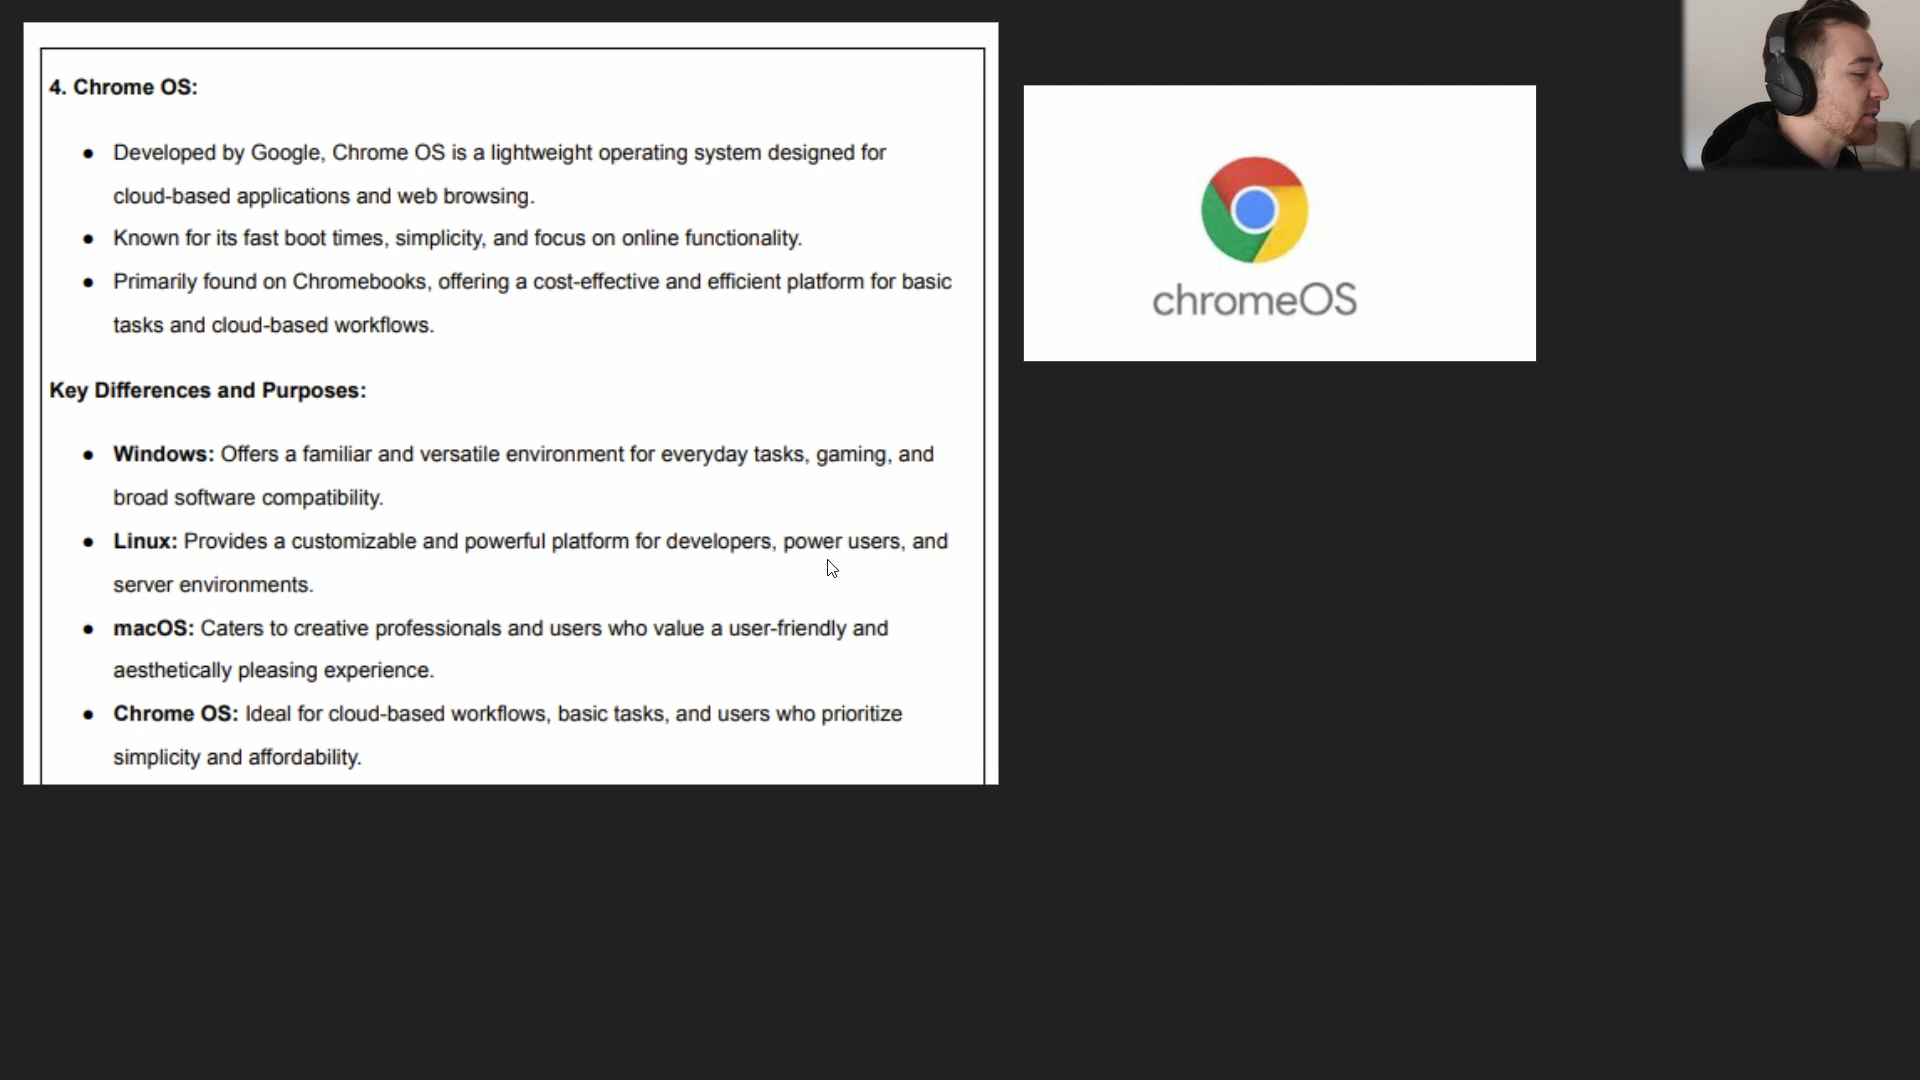 4. Chrome OS:
● Developed by Google, Chrome OS is a lightweight operating system designed for
cloud-based applications and web browsing.
● Known for its fast boot times, simplicity, and focus on online functionality.
● Primarily found on Chromebooks, offering a cost-effective and efficient platform for basic
tasks and cloud-based workflows.
Key Differences and Purposes:
● Windows: Offers a familiar and versatile environment for everyday tasks, gaming, and
broad software compatibility.
● Linux: Provides a customizable and powerful platform for developers, power users, and
server environments.
● macOS: Caters to creative professionals and users who value a user-friendly and
aesthetically pleasing experience.
● Chrome OS: Ideal for cloud-based workflows, basic tasks, and users who prioritize
simplicity and affordability.
chromeOS